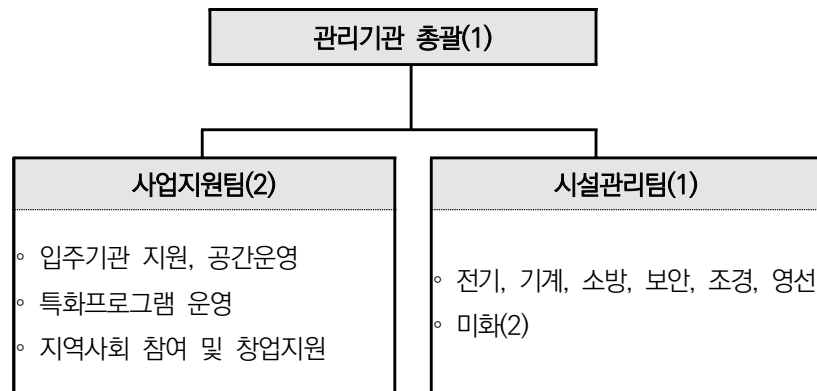 관리기관 총괄(1)
사업지원팀(2)
◦ 입주기관 지원, 공간운영
◦ 특화프로그램 운영
◦ 지역사회 참여 및 창업지원
시설관리팀(1)
◦ 전기, 기계, 소방, 보안, 조경, 영선
◦ 미화(2)